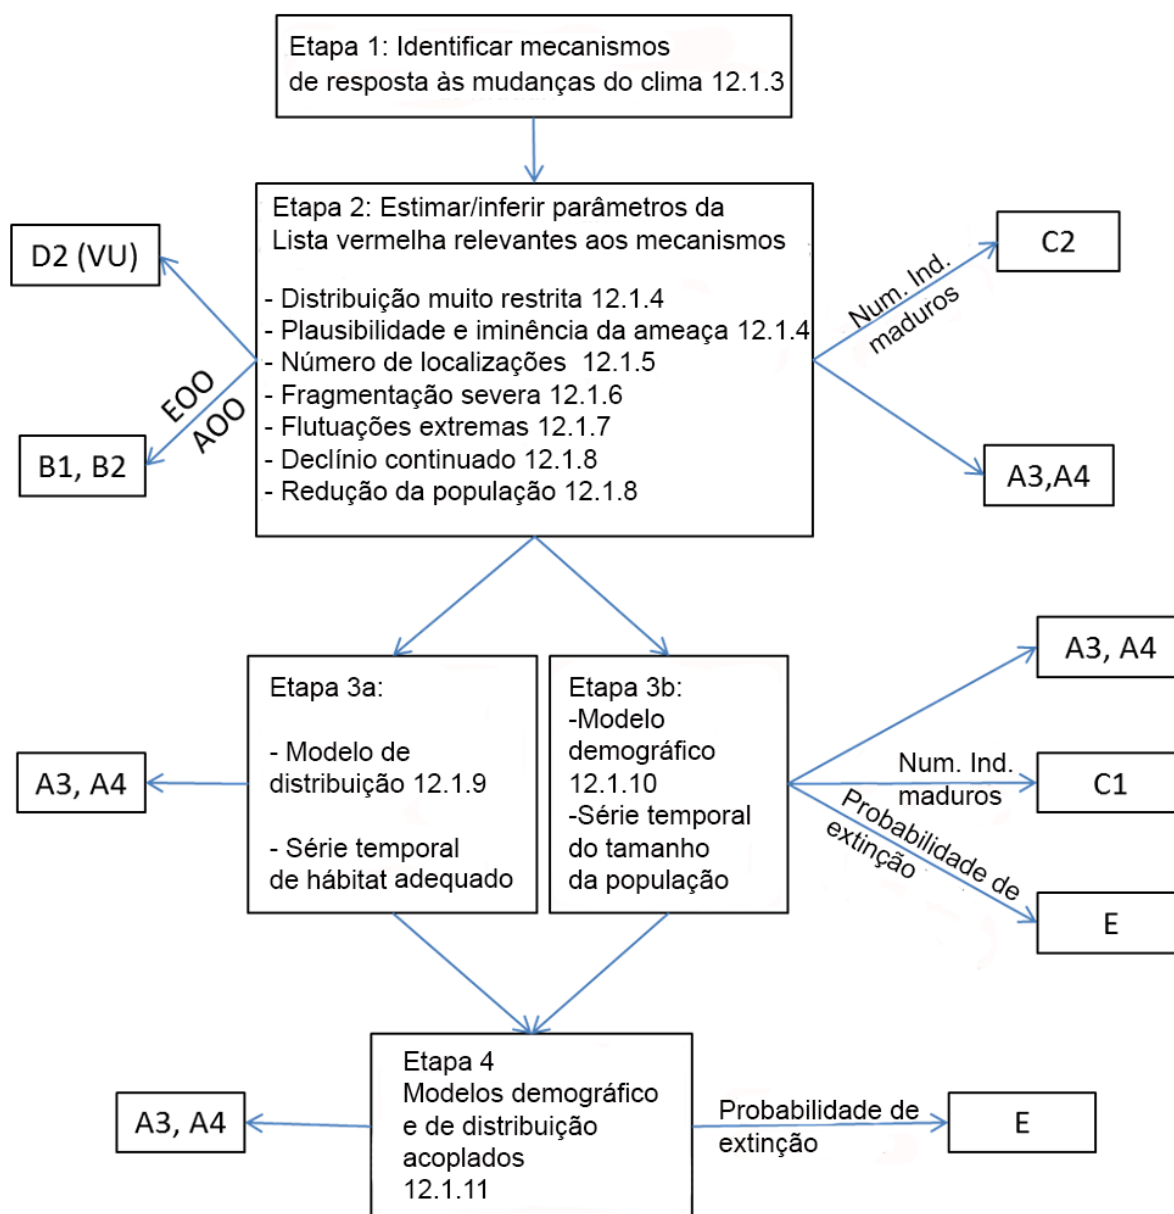 Etapa 1: Identificar mecanismos
de resposta às mudanças do clima 12.1.3
Etapa 2: Estimar/inferir parâmetros da
Lista vermelha relevantes aos mecanismos
- Distribuição muito restrita 12.1.4
- Plausibilidade e iminência da ameaça 12.1.4
- Número de localizações 12.1.5
- Fragmentação severa 12.1.6
- Flutuações extremas 12.1.7
- Declínio continuado 12.1.8
- Redução da população 12.1.8
D2 (VU)
EOO
AOO
B1, B2
Num. Ind.
maduros
C2
A3,A4
Etapa 3a:
- Modelo de
distribuição 12.1.9
- Série temporal
de hábitat adequado
A3, A4
Etapa 3b:
-Modelo
demográfico
12.1.10
-Série temporal
do tamanho
da população
A3, A4
Num. Ind.
maduros
C1
Probabilidade de
extinção
E
Etapa 4
Modelos demográfico
e de distribuição
acoplados
12.1.11
A3, A4
Probabilidade de
extinção
E